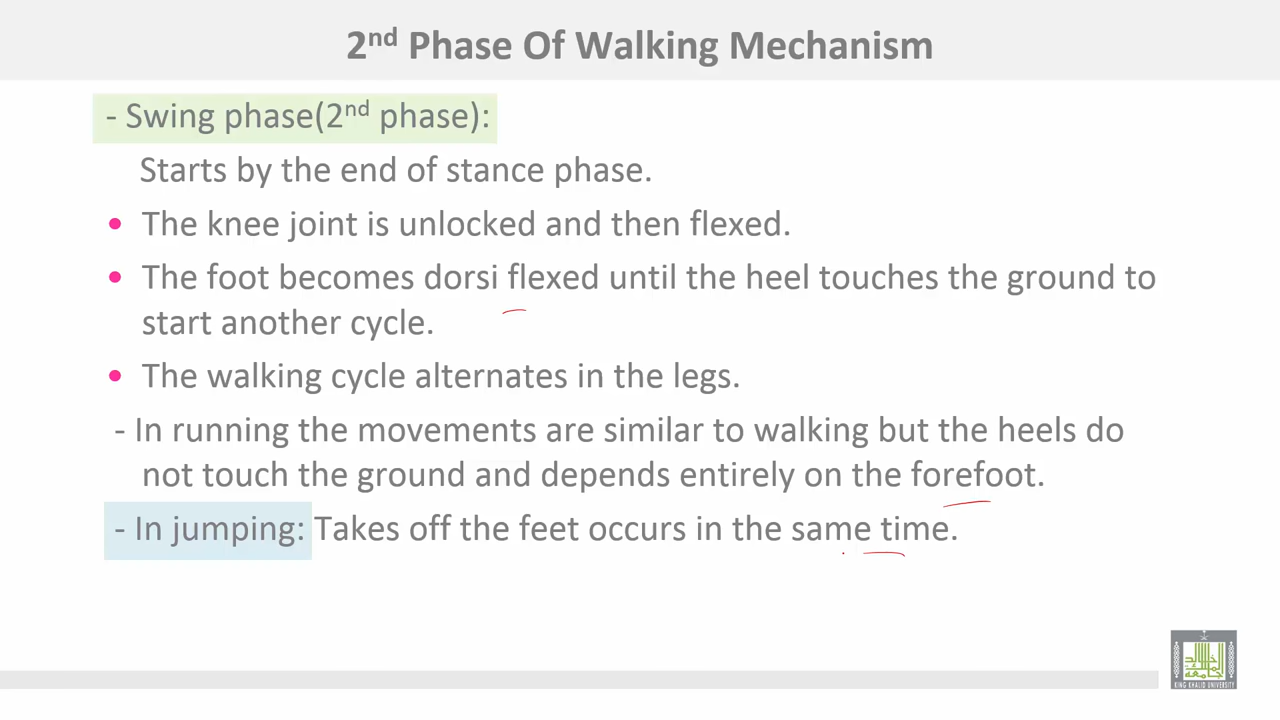 2nd Phase Of Walking Mechanism
- Swing phase(2nd phase):
Starts by the end of stance phase.
• The knee joint is unlocked and then flexed.
• The foot becomes dorsi flexed until the heel touches the ground to
start another cycle.
• The walking cycle alternates in the legs.
- In running the movements are similar to walking but the heels do
not touch the ground and depends entirely on the forefoot.
- In jumping: Takes off the feet occurs in the same time.
KING KHALID UNIVERSITY